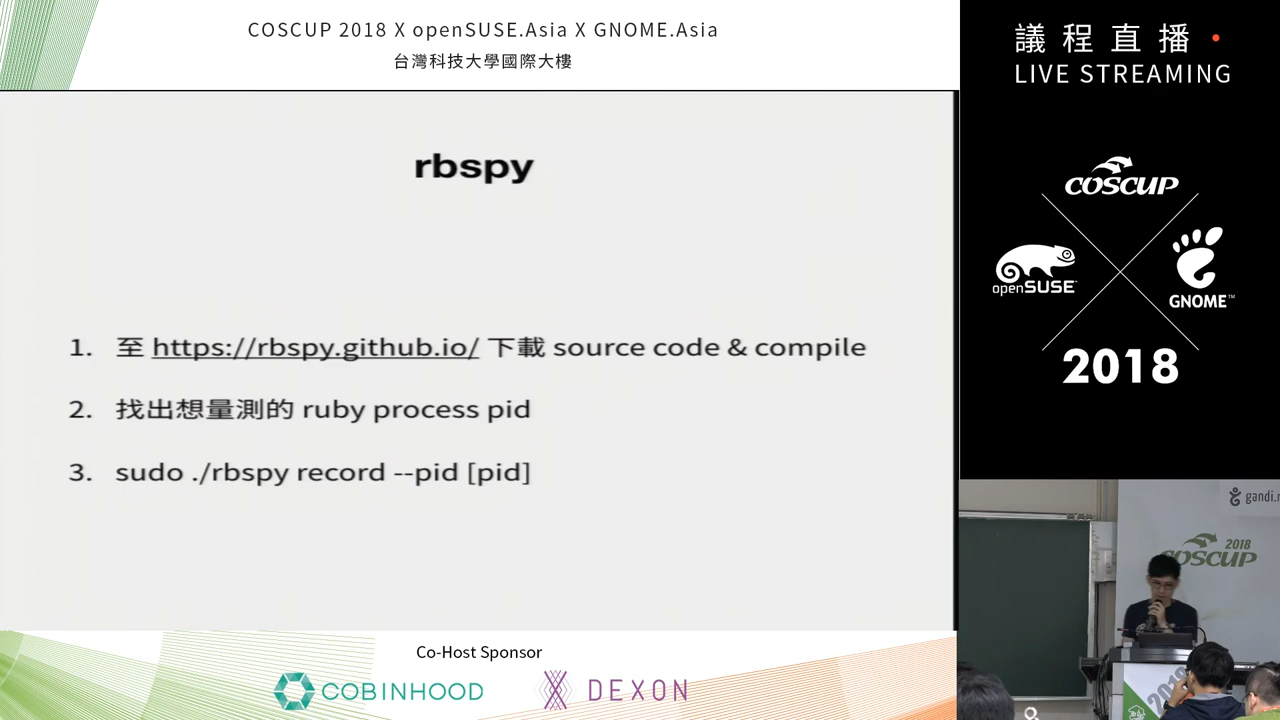 COSCUP 2018 X openSUSE.Asia X GNOME.Asia
台灣科技大學國際大樓
議程直播
LIVE STREAMING
rbspy
1. 至 https://rbspy.github.io/ 下載 source code & compile
2. 找出想量測的 ruby process pid
3. sudo ./rbspy record --pid [pid]
COSCUP
openSUSE
GNOME™
2018
gandi.n
2018
COSCUP
2018
Co-Host Sponsor
COBINHOOD
DEXON